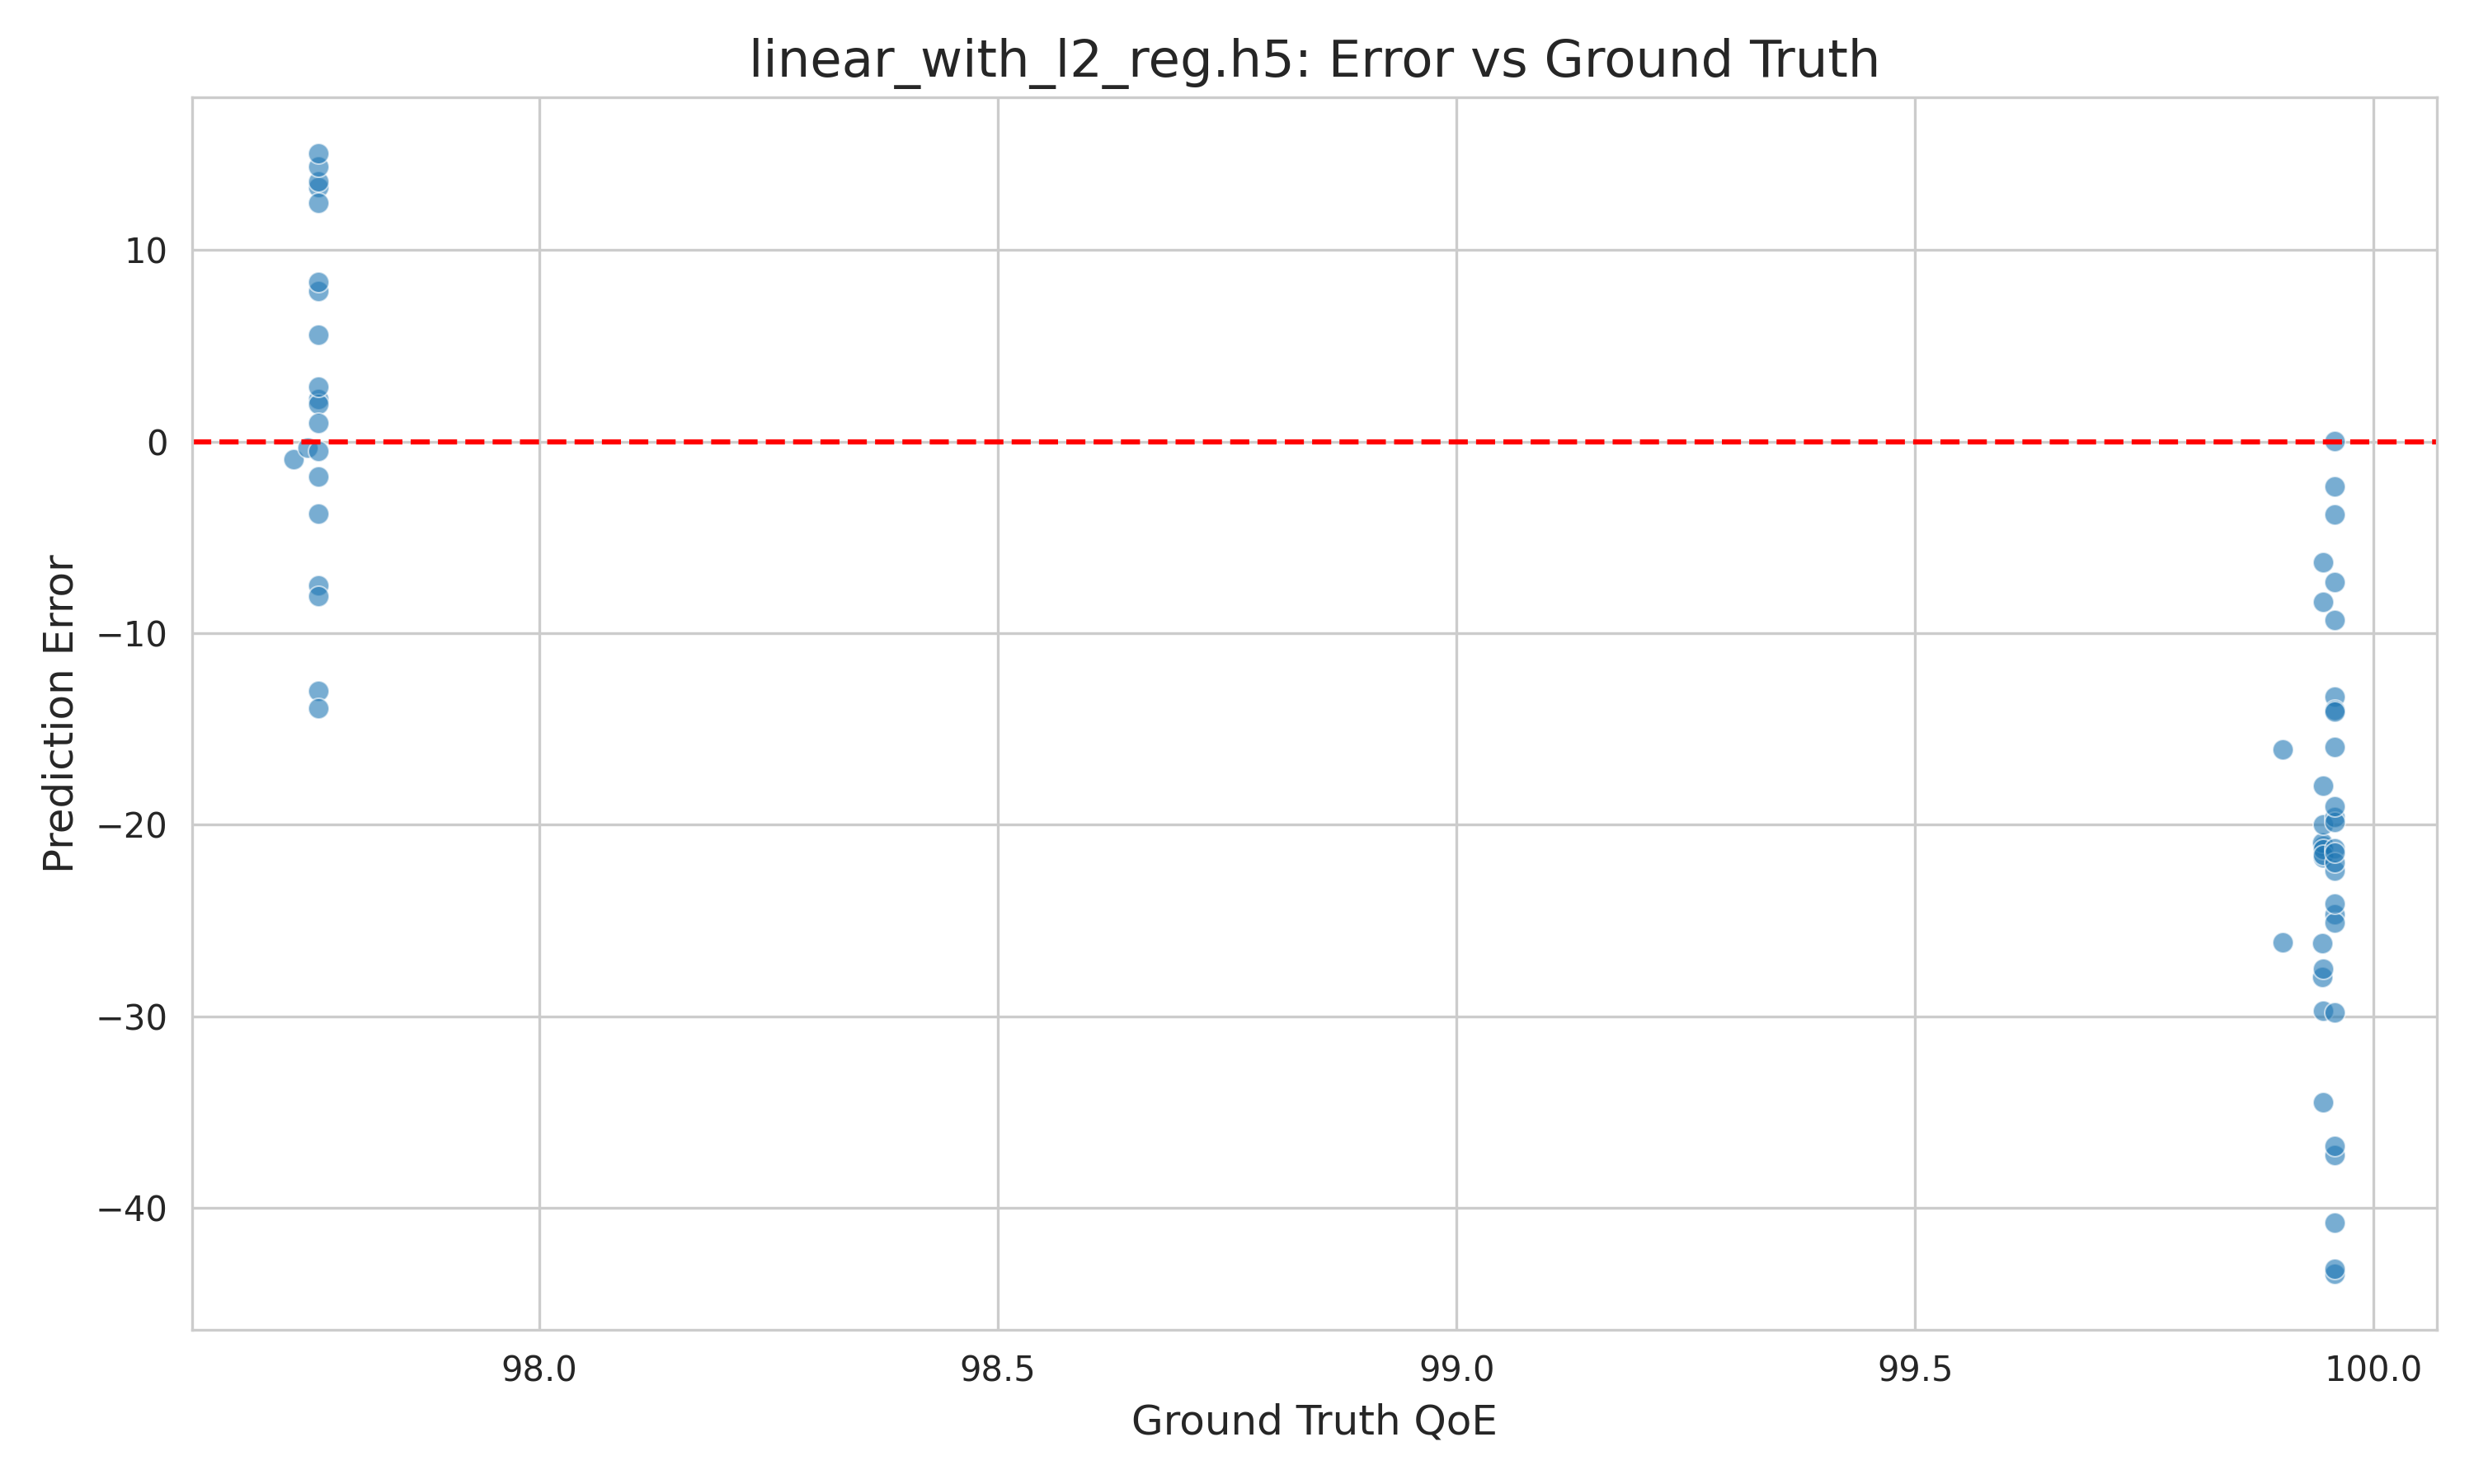 linear_with_l2_reg.h5: Error vs Ground Truth
Prediction Error
10
0
−10
−20
−30
−40
98.0 98.5 99.0 99.5 100.0
Ground Truth QoE